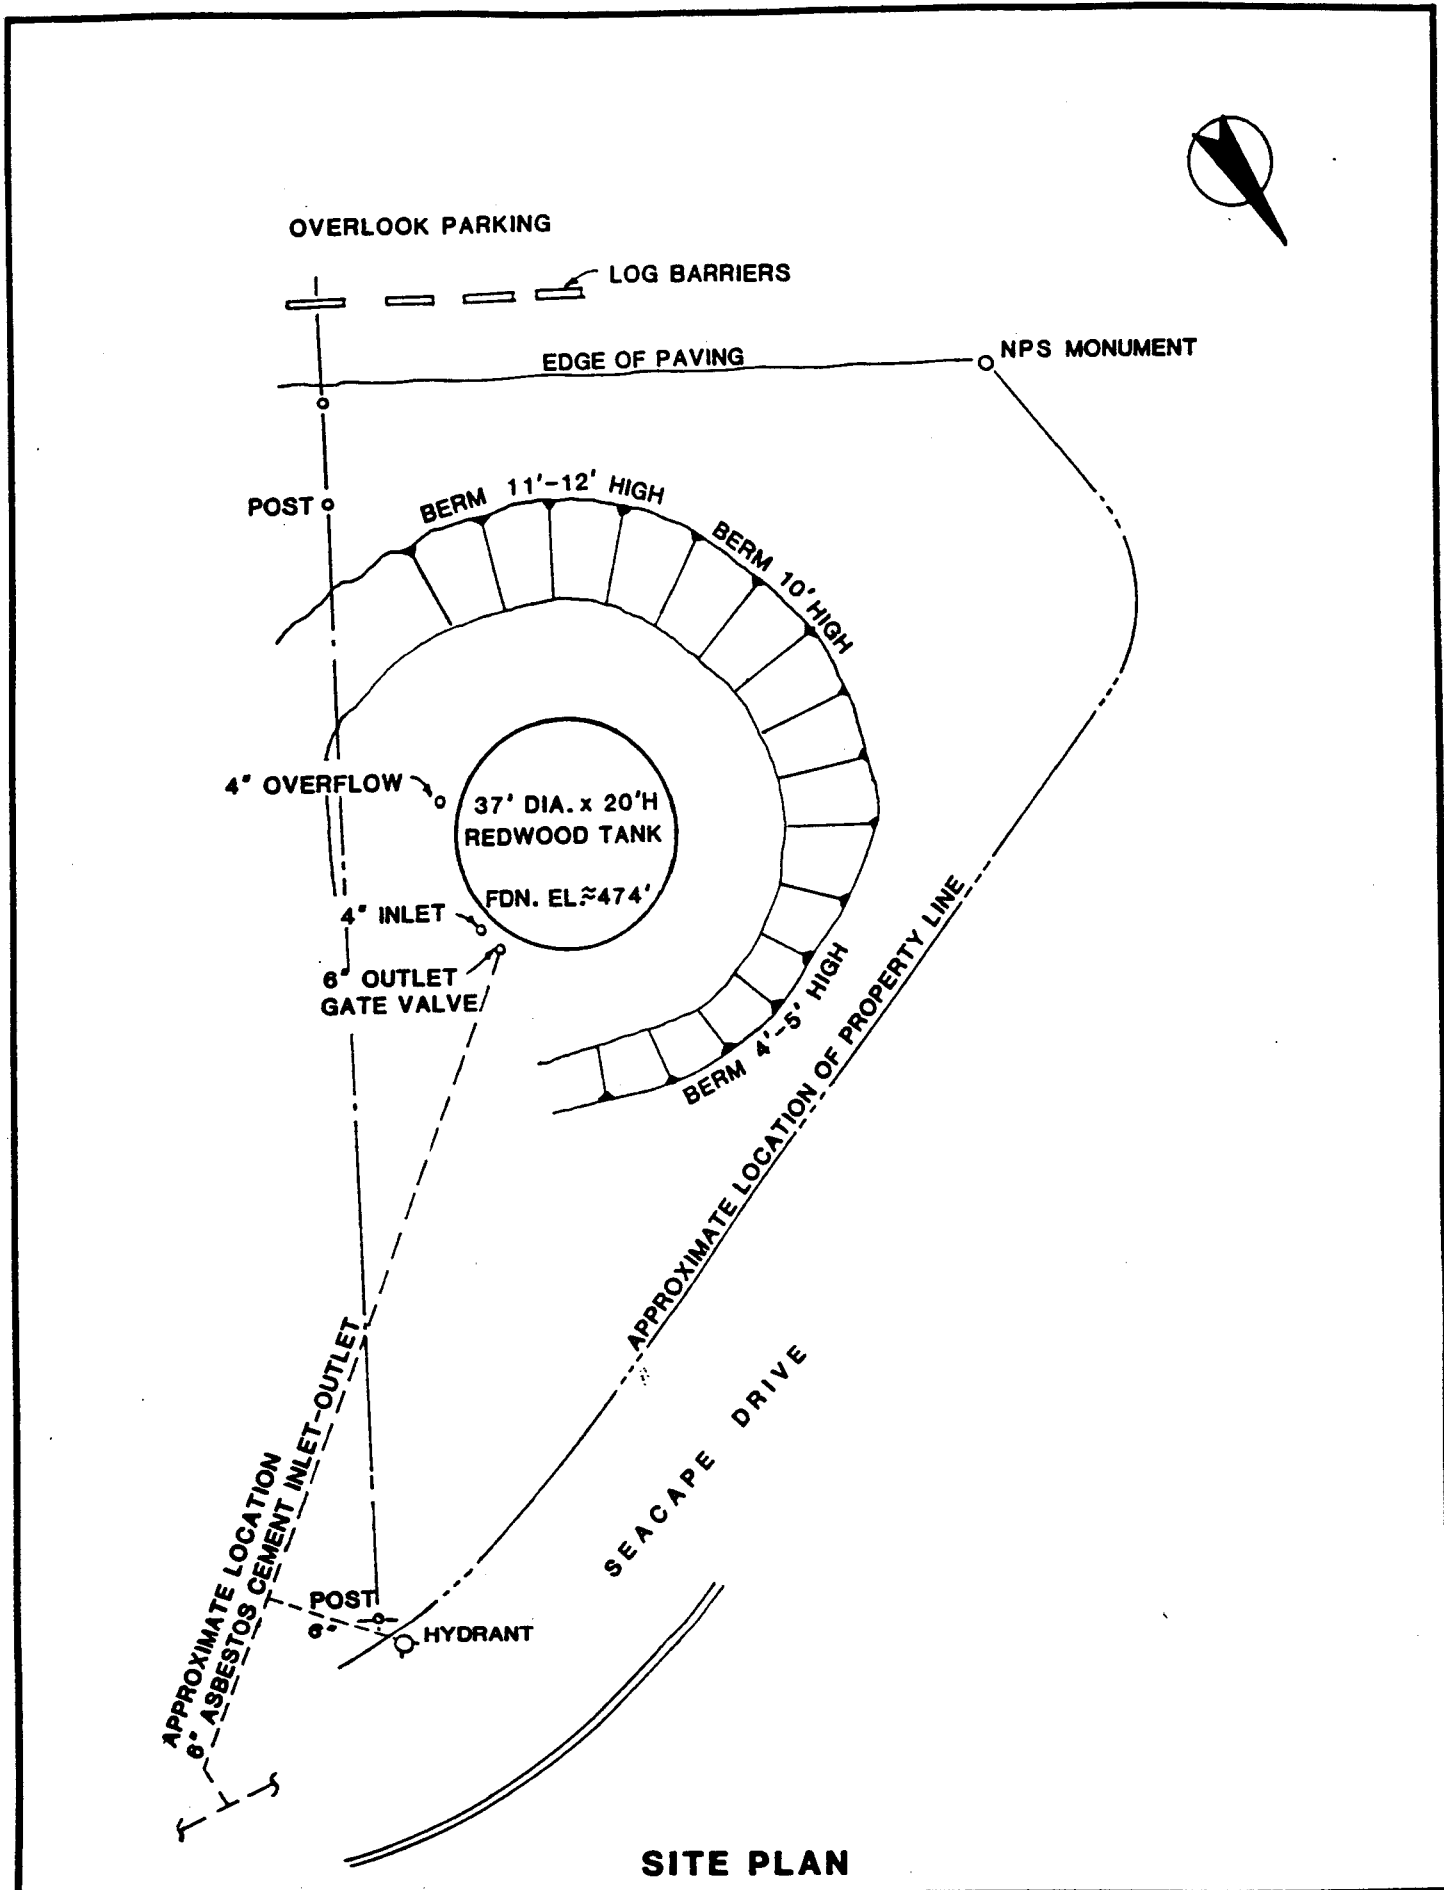 OVERLOOK PARKING
LOG BARRIERS
EDGE OF PAVING
NPS MONUMENT
POST
BERM 11'-12' HIGH
BERM 10' HIGH
4" OVERFLOW
37' DIA. x 20'H
REDWOOD TANK
FDN. EL.≈474'
4" INLET
6" OUTLET
GATE VALVE
BERM 4'-5' HIGH
APPROXIMATE LOCATION OF PROPERTY LINE
SEACAPE DRIVE
APPROXIMATE LOCATION
6" ASBESTOS CEMENT INLET-OUTLET
POST
6"
HYDRANT
SITE PLAN